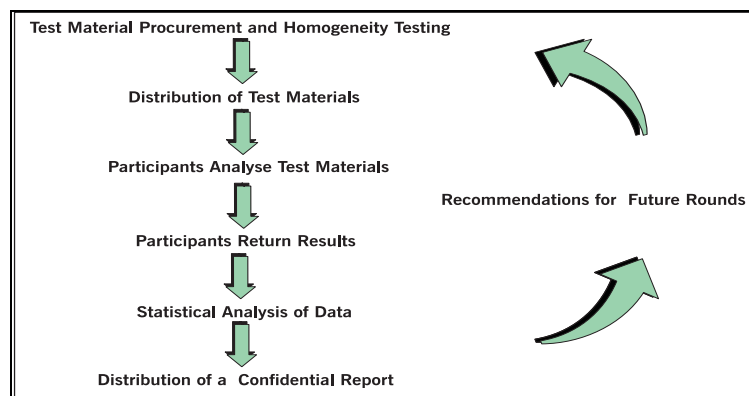 Test Material Procurement and Homogeneity Testing
Distribution of Test Materials
Participants Analyse Test Materials
Recommendations for Future Rounds
Participants Return Results
Statistical Analysis of Data
Distribution of a Confidential Report